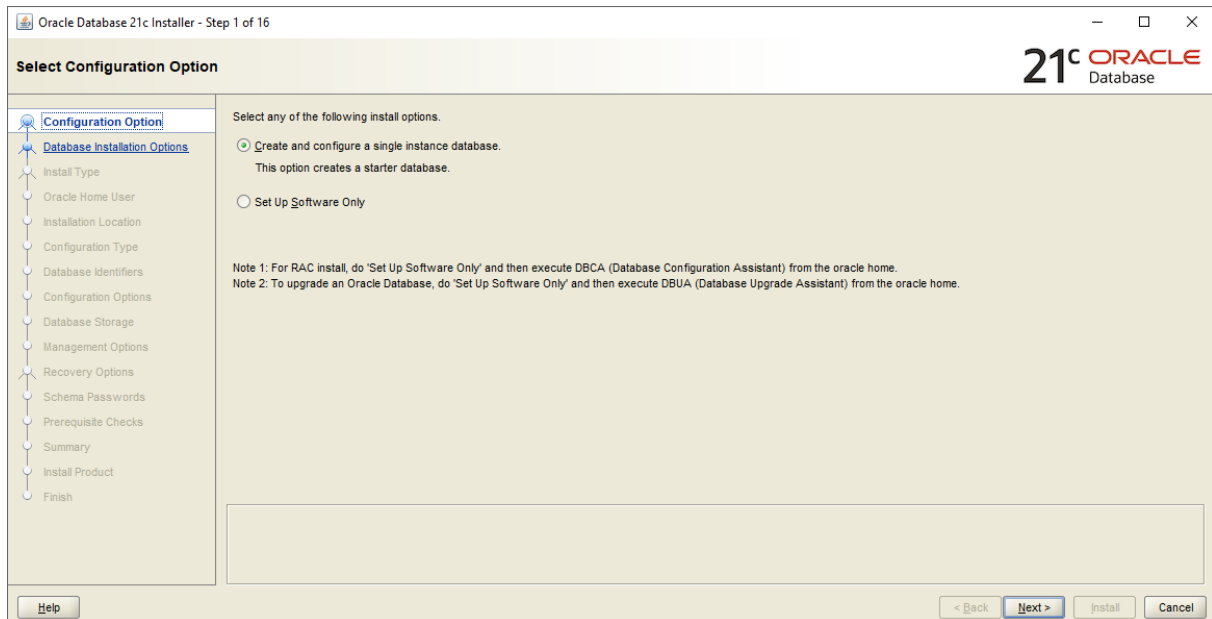 Oracle Database 21c Installer - Step 1 of 16
Select Configuration Option
21c ORACLE
Database
Configuration Option
Database Installation Options
Install Type
Oracle Home User
Installation Location
Configuration Type
Database Identifiers
Configuration Options
Database Storage
Management Options
Recovery Options
Schema Passwords
Prerequisite Checks
Summary
Install Product
Finish
Select any of the following install options.
Create and configure a single instance database.
This option creates a starter database.
Set Up Software Only
Note 1: For RAC install, do 'Set Up Software Only' and then execute DBCA (Database Configuration Assistant) from the oracle home.
Note 2: To upgrade an Oracle Database, do 'Set Up Software Only' and then execute DBUA (Database Upgrade Assistant) from the oracle home.
Help
< Back
Next >
Install
Cancel